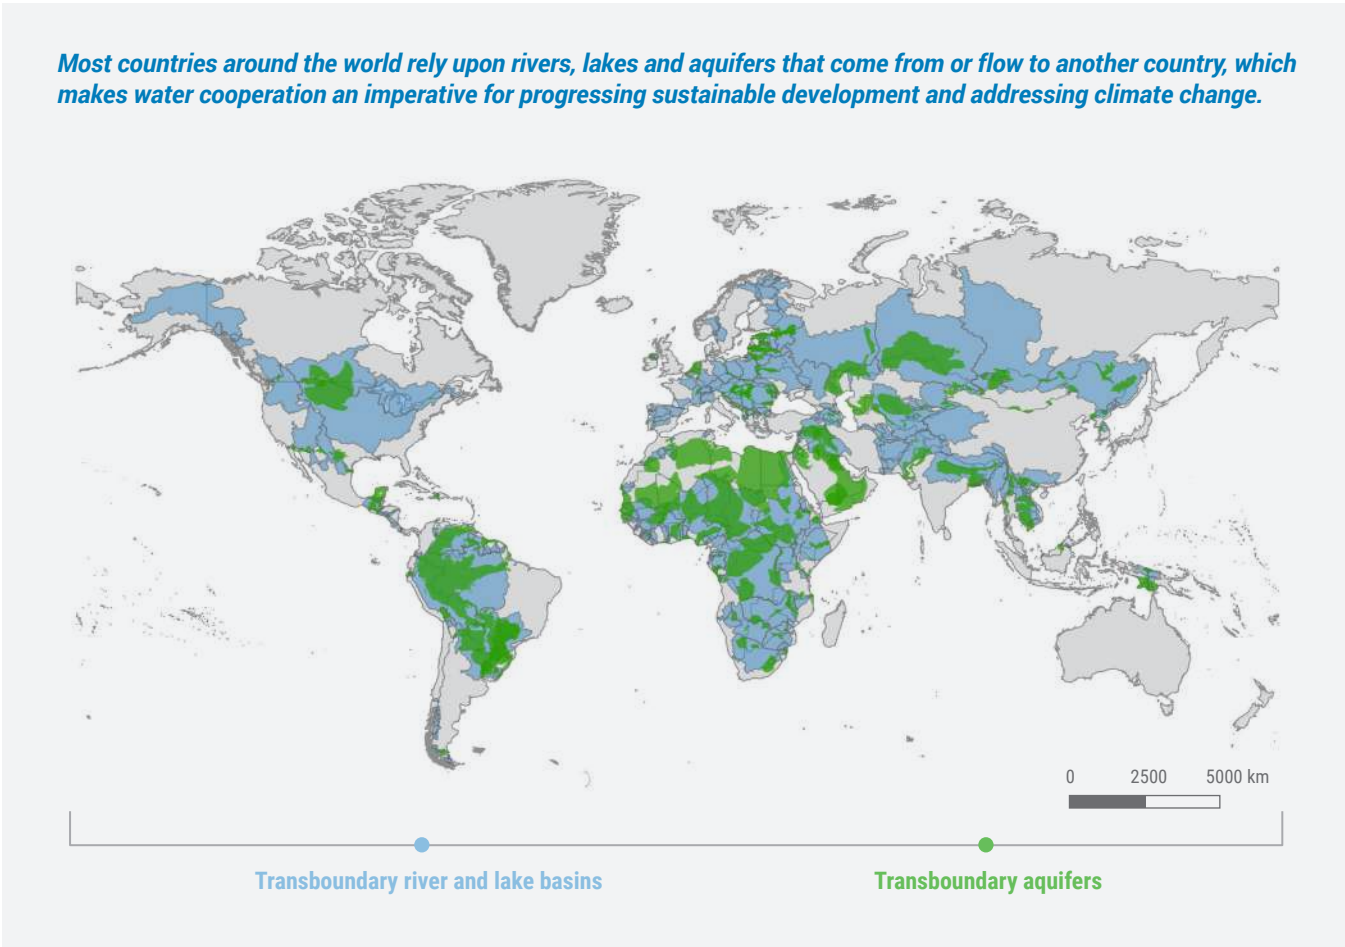 Most countries around the world rely upon rivers, lakes and aquifers that come from or flow to another country, which
makes water cooperation an imperative for progressing sustainable development and addressing climate change.
0 2500 5000 km
Transboundary river and lake basins
Transboundary aquifers